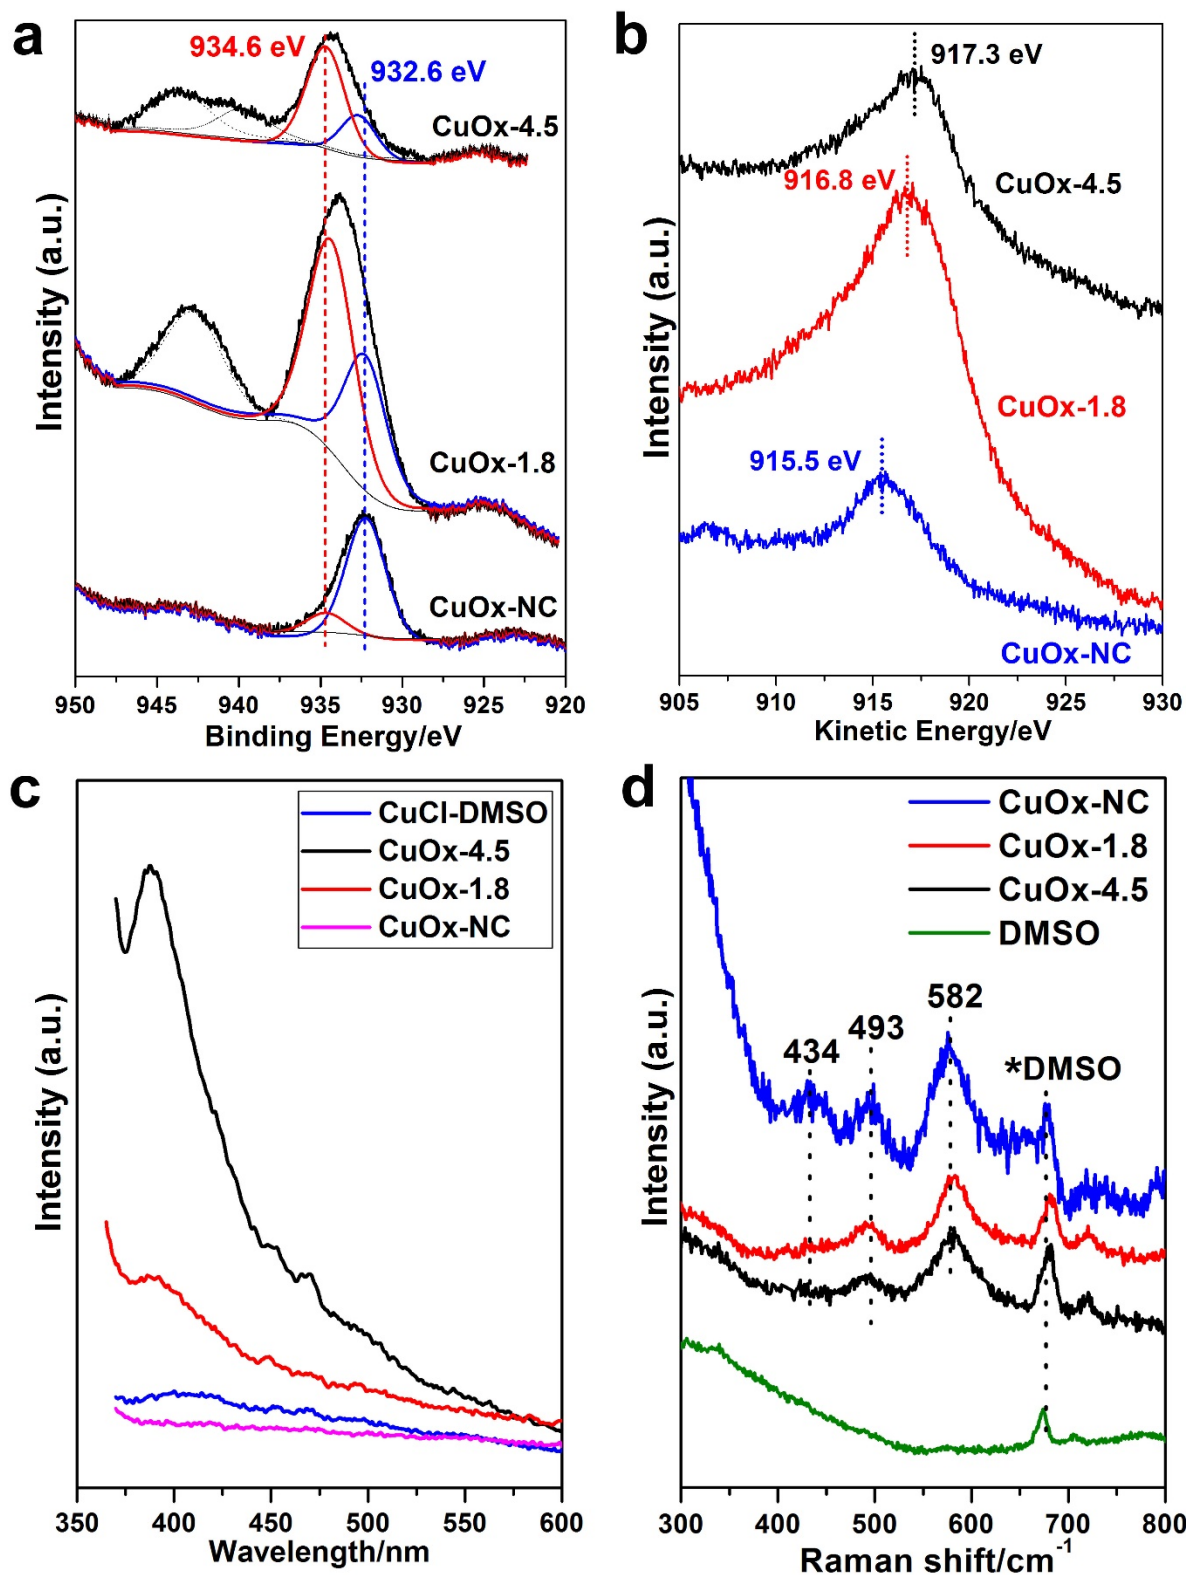 a
934.6 eV
932.6 eV
CuOx-4.5
CuOx-1.8
CuOx-NC
Intensity (a.u.)
950 945 940 935 930 925 920
Binding Energy/eV
b
917.3 eV
CuOx-4.5
916.8 eV
CuOx-1.8
915.5 eV
CuOx-NC
Intensity (a.u.)
905 910 915 920 925 930
Kinetic Energy/eV
c
CuCl-DMSO
CuOx-4.5
CuOx-1.8
CuOx-NC
Intensity (a.u.)
350 400 450 500 550 600
Wavelength/nm
d
CuOx-NC
CuOx-1.8
CuOx-4.5
DMSO
434
493
582
*DMSO
Intensity (a.u.)
300 400 500 600 700 800
Raman shift/cm⁻¹